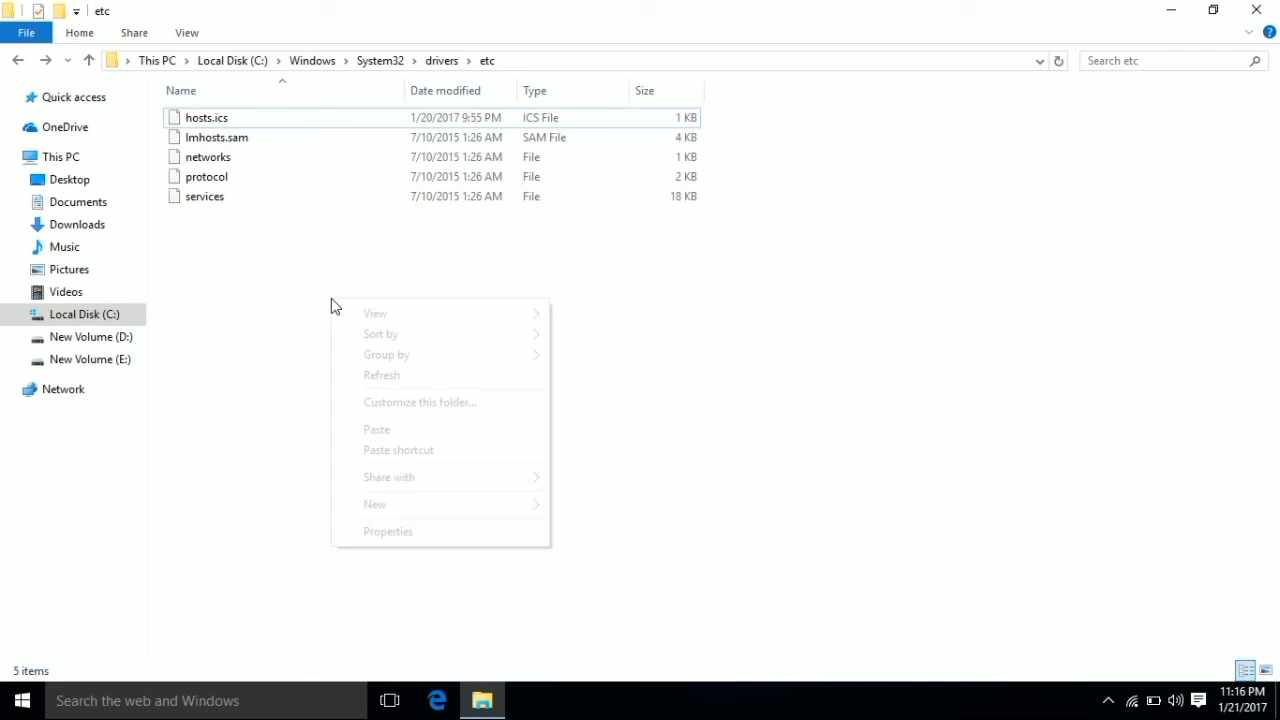 etc
File Home Share View
This PC Local Disk (C:) Windows System32 drivers etc Search etc
Name Date modified Type Size
hosts.ics 1/20/2017 9:55 PM ICS File 1 KB
lmhosts.sam 7/10/2015 1:26 AM SAM File 4 KB
networks 7/10/2015 1:26 AM File 1 KB
protocol 7/10/2015 1:26 AM File 2 KB
services 7/10/2015 1:26 AM File 18 KB
Quick access
OneDrive
This PC
Desktop
Documents
Downloads
Music
Pictures
Videos
Local Disk (C:)
New Volume (D:)
New Volume (E:)
Network
View
Sort by
Group by
Refresh
Customize this folder...
Paste
Paste shortcut
Share with
New
Properties
5 items
Search the web and Windows
11:16 PM
1/21/2017